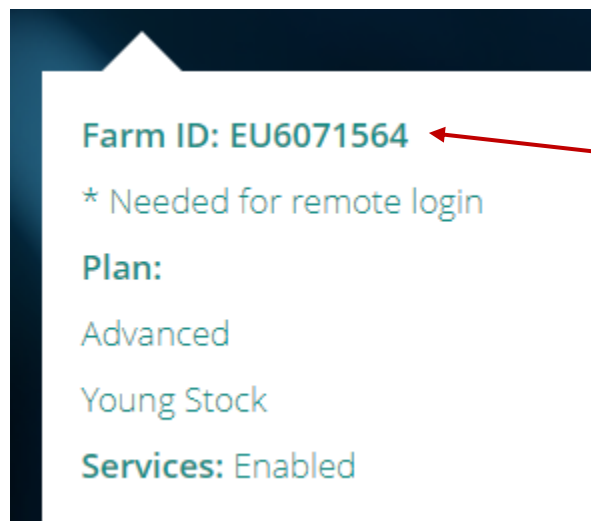 Farm ID: EU6071564
* Needed for remote login
Plan:
Advanced
Young Stock
Services: Enabled